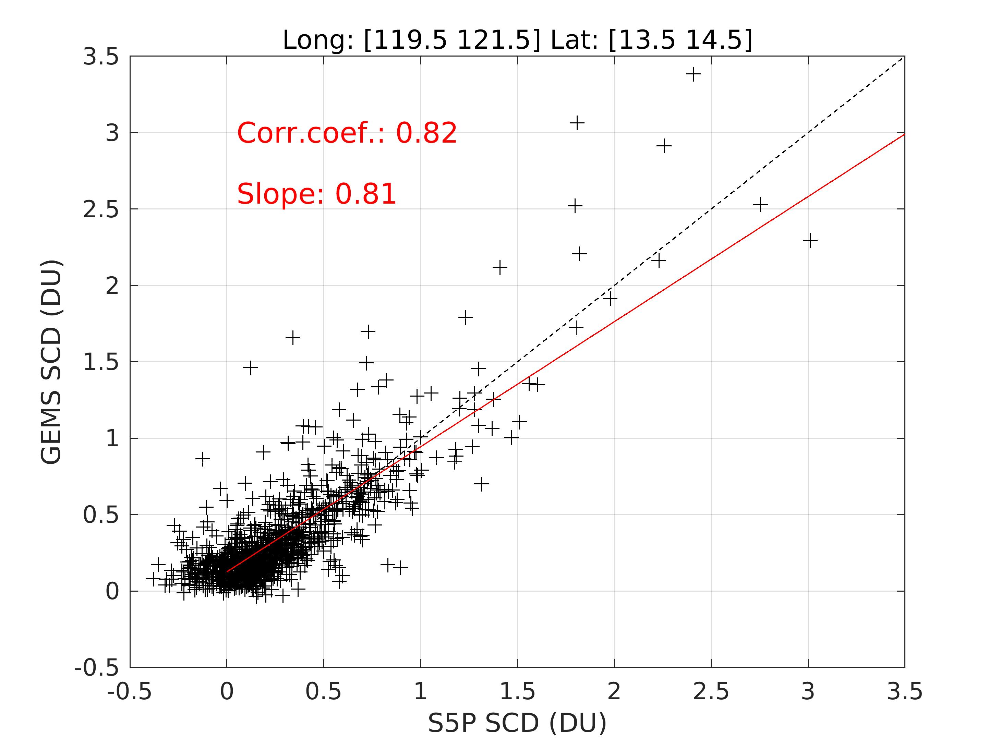 Long: [119.5 121.5] Lat: [13.5 14.5]
3.5
3
2.5
2
1.5
1
0.5
0
-0.5
GEMS SCD (DU)
Corr.coef.: 0.82
Slope: 0.81
-0.5 0 0.5 1 1.5 2 2.5 3 3.5
S5P SCD (DU)